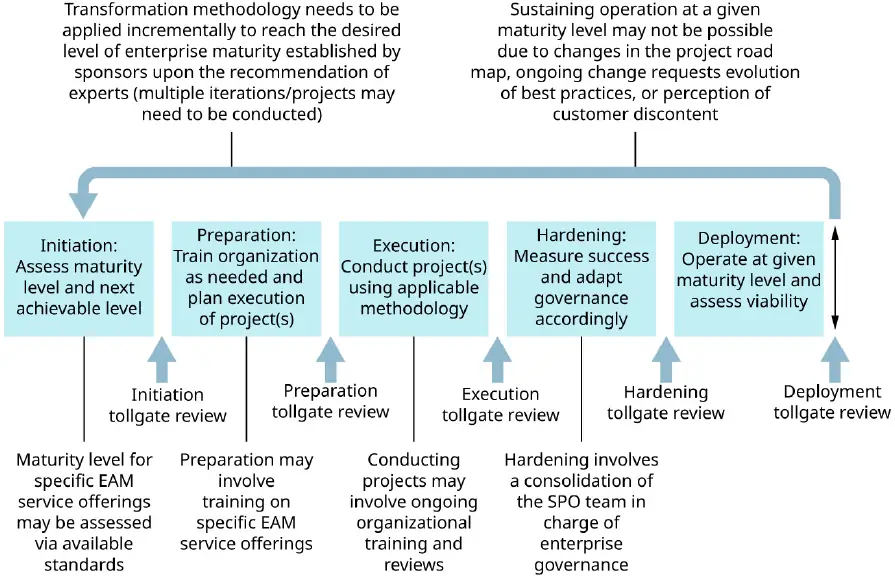 Transformation methodology needs to be
applied incrementally to reach the desired
level of enterprise maturity established by
sponsors upon the recommendation of
experts (multiple iterations/projects may
need to be conducted)
Sustaining operation at a given
maturity level may not be possible
due to changes in the project road
map, ongoing change requests evolution
of best practices, or perception of
customer discontent
Initiation:
Assess maturity
level and next
achievable level
Preparation:
Train organization
as needed and
plan execution
of project(s)
Execution:
Conduct project(s)
using applicable
methodology
Hardening:
Measure success
and adapt
governance
accordingly
Deployment:
Operate at given
maturity level and
assess viability
Initiation
tollgate review
Preparation
tollgate review
Execution
tollgate review
Hardening
tollgate review
Deployment
tollgate review
Maturity level for
specific EAM
service offerings
may be assessed
via available
standards
Preparation may
involve
training on
specific EAM
service offerings
Conducting
projects may
involve ongoing
organizational
training and
reviews
Hardening involves
a consolidation of
the SPO team in
charge of
enterprise
governance